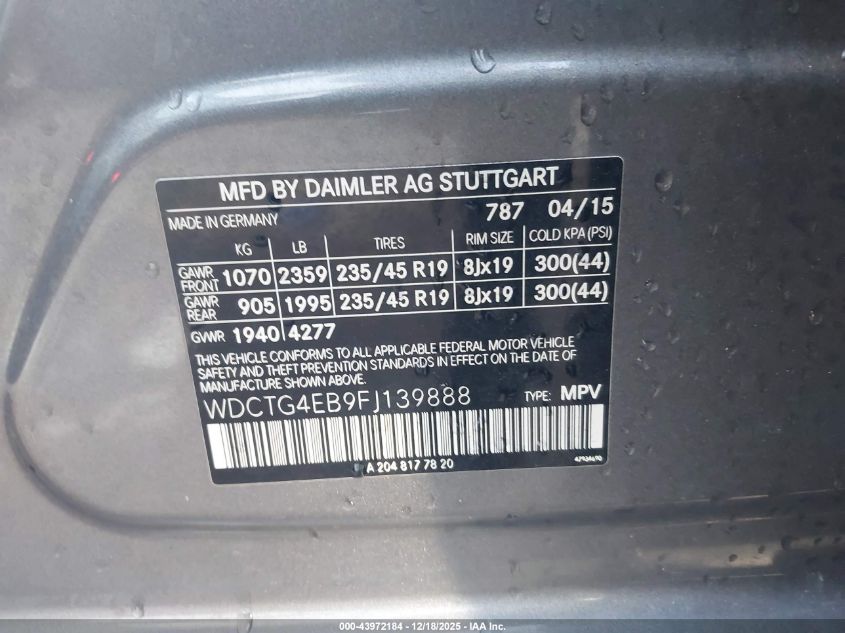 MFD BY DAIMLER AG STUTTGART
MADE IN GERMANY 787 04/15
KG LB TIRES RIM SIZE COLD KPA (PSI)
GAWR FRONT 1070 2359 235/45 R19 8Jx19 300(44)
GAWR REAR 905 1995 235/45 R19 8Jx19 300(44)
GVWR 1940 4277
THIS VEHICLE CONFORMS TO ALL APPLICABLE FEDERAL MOTOR VEHICLE
SAFETY AND THEFT PREVENTION STANDARDS IN EFFECT ON THE DATE OF
MANUFACTURE SHOWN ABOVE.
WDCTG4EB9FJ139888 TYPE: MPV
A 204 817 78 20
000-43972184 - 12/18/2025 - IAA Inc.